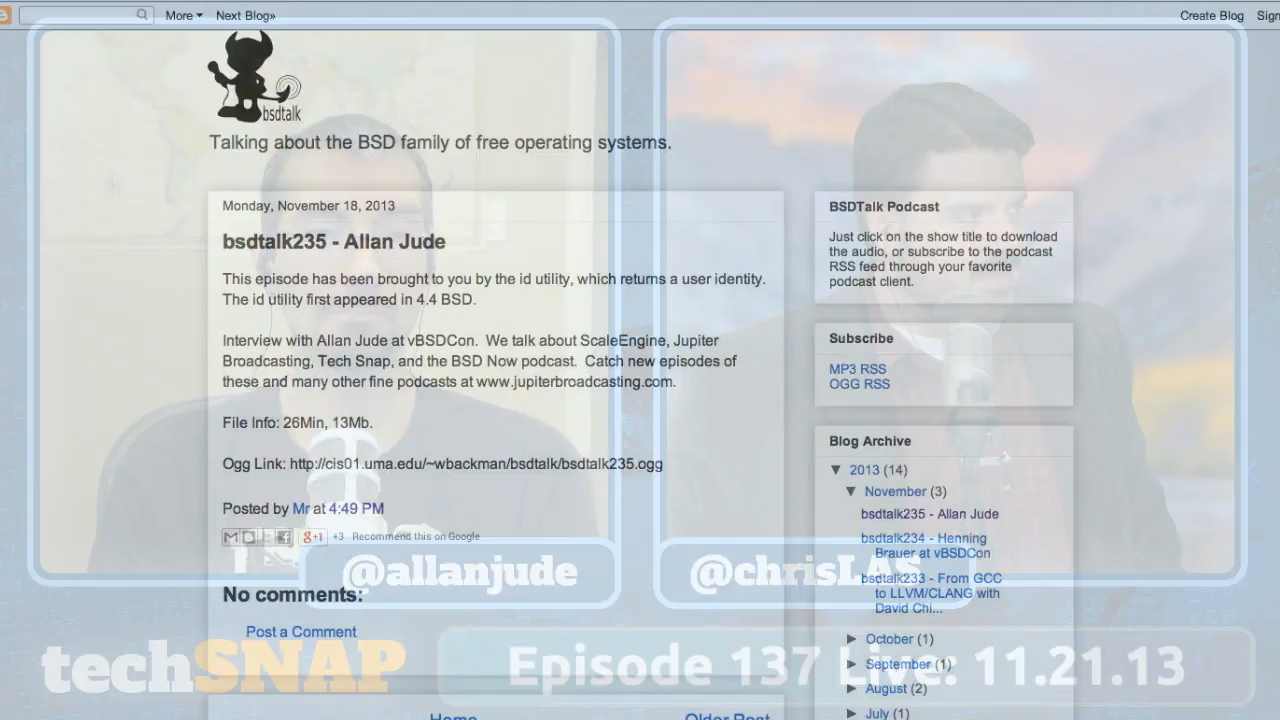 More ▾ Next Blog» Create Blog Sign
bsdtalk
Talking about the BSD family of free operating systems.
Monday, November 18, 2013
bsdtalk235 - Allan Jude
This episode has been brought to you by the id utility, which returns a user identity.
The id utility first appeared in 4.4 BSD.
Interview with Allan Jude at vBSDCon.  We talk about ScaleEngine, Jupiter
Broadcasting, Tech Snap, and the BSD Now podcast.  Catch new episodes of
these and many other fine podcasts at www.jupiterbroadcasting.com.
File Info: 26Min, 13Mb.
Ogg Link: http://cis01.uma.edu/~wbackman/bsdtalk/bsdtalk235.ogg
Posted by Mr at 4:49 PM
g+1 +3 Recommend this on Google
No comments:
Post a Comment
Home Older Post
BSDTalk Podcast
Just click on the show title to download
the audio, or subscribe to the podcast
RSS feed through your favorite
podcast client.
Subscribe
MP3 RSS
OGG RSS
Blog Archive
▼ 2013 (14)
▼ November (3)
bsdtalk235 - Allan Jude
bsdtalk234 - Henning
Brauer at vBSDCon
bsdtalk233 - From GCC
to LLVM/CLANG with
David Chi...
► October (1)
► September (1)
► August (2)
► July (1)
@allanjude
@chrisLAS
techSNAP
Episode 137 Live: 11.21.13